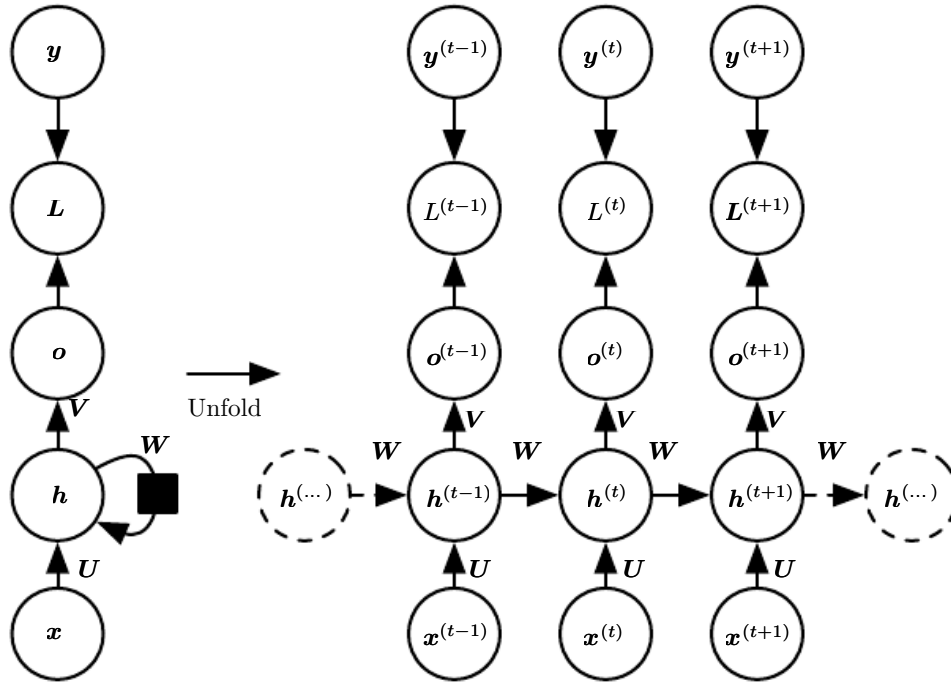 y y^(t−1) y^(t) y^(t+1)
L L^(t−1) L^(t) L^(t+1)
o o^(t−1) o^(t) o^(t+1)
Unfold
V V V V
W W W W W
h h^(...) h^(t−1) h^(t) h^(t+1) h^(...)
U U U U
x x^(t−1) x^(t) x^(t+1)